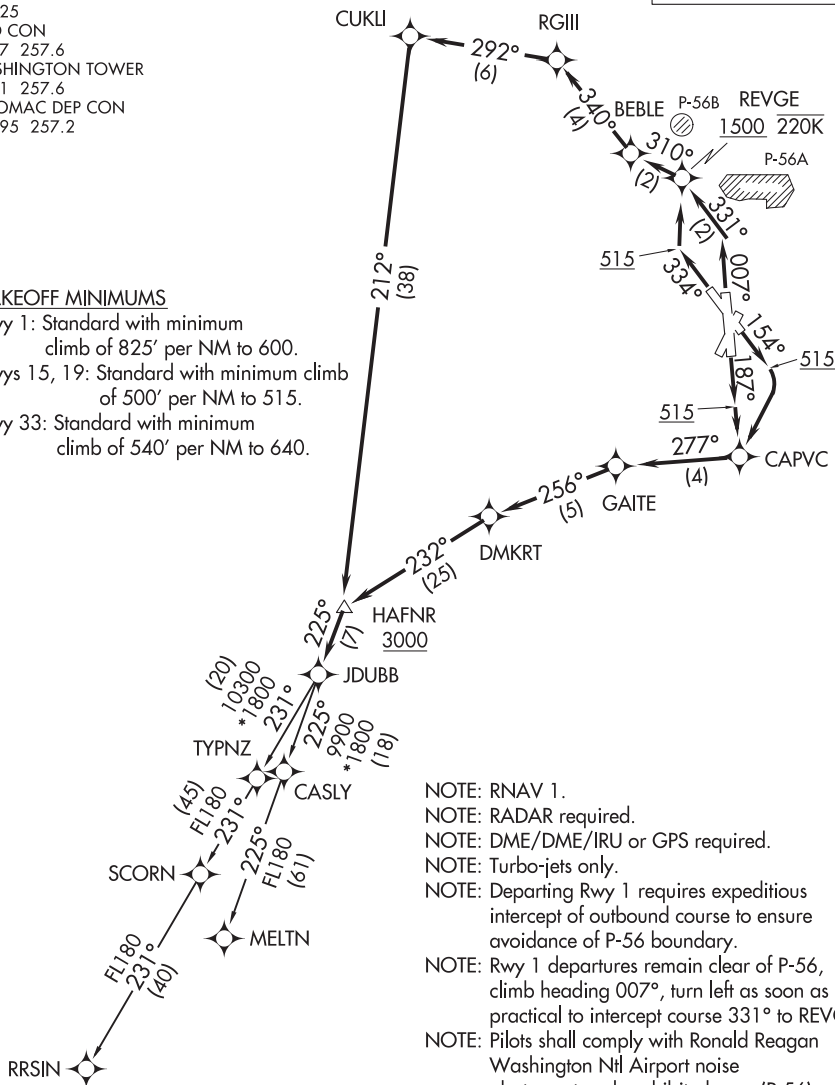 25
CON
7 257.6
SHINGTON TOWER
1 257.6
OMAC DEP CON
95 257.2
CUKLI
RGIII
292°
(6)
340°
(4)
BEBLE
P-56B
REVGE
1500 220K
310°
(2)
P-56A
331°
(2)
515
334°
007°
154°
515
187°
515
212°
(38)
KEOFF MINIMUMS
vy 1: Standard with minimum
climb of 825' per NM to 600.
ys 15, 19: Standard with minimum climb
of 500' per NM to 515.
vy 33: Standard with minimum
climb of 540' per NM to 640.
277°
(4)
CAPVC
GAITE
256°
(5)
DMKRT
232°
(25)
HAFNR
3000
225°
(7)
JDUBB
(20)
10300
*1800
231°
225°
9900
*1800
(18)
TYPNZ
CASLY
(45)
FL180
231°
225°
FL180
(61)
SCORN
MELTN
FL180
231°
(40)
RRSIN
NOTE: RNAV 1.
NOTE: RADAR required.
NOTE: DME/DME/IRU or GPS required.
NOTE: Turbo-jets only.
NOTE: Departing Rwy 1 requires expeditious
intercept of outbound course to ensure
avoidance of P-56 boundary.
NOTE: Rwy 1 departures remain clear of P-56,
climb heading 007°, turn left as soon as
practical to intercept course 331° to REVG
NOTE: Pilots shall comply with Ronald Reagan
Washington Ntl Airport noise